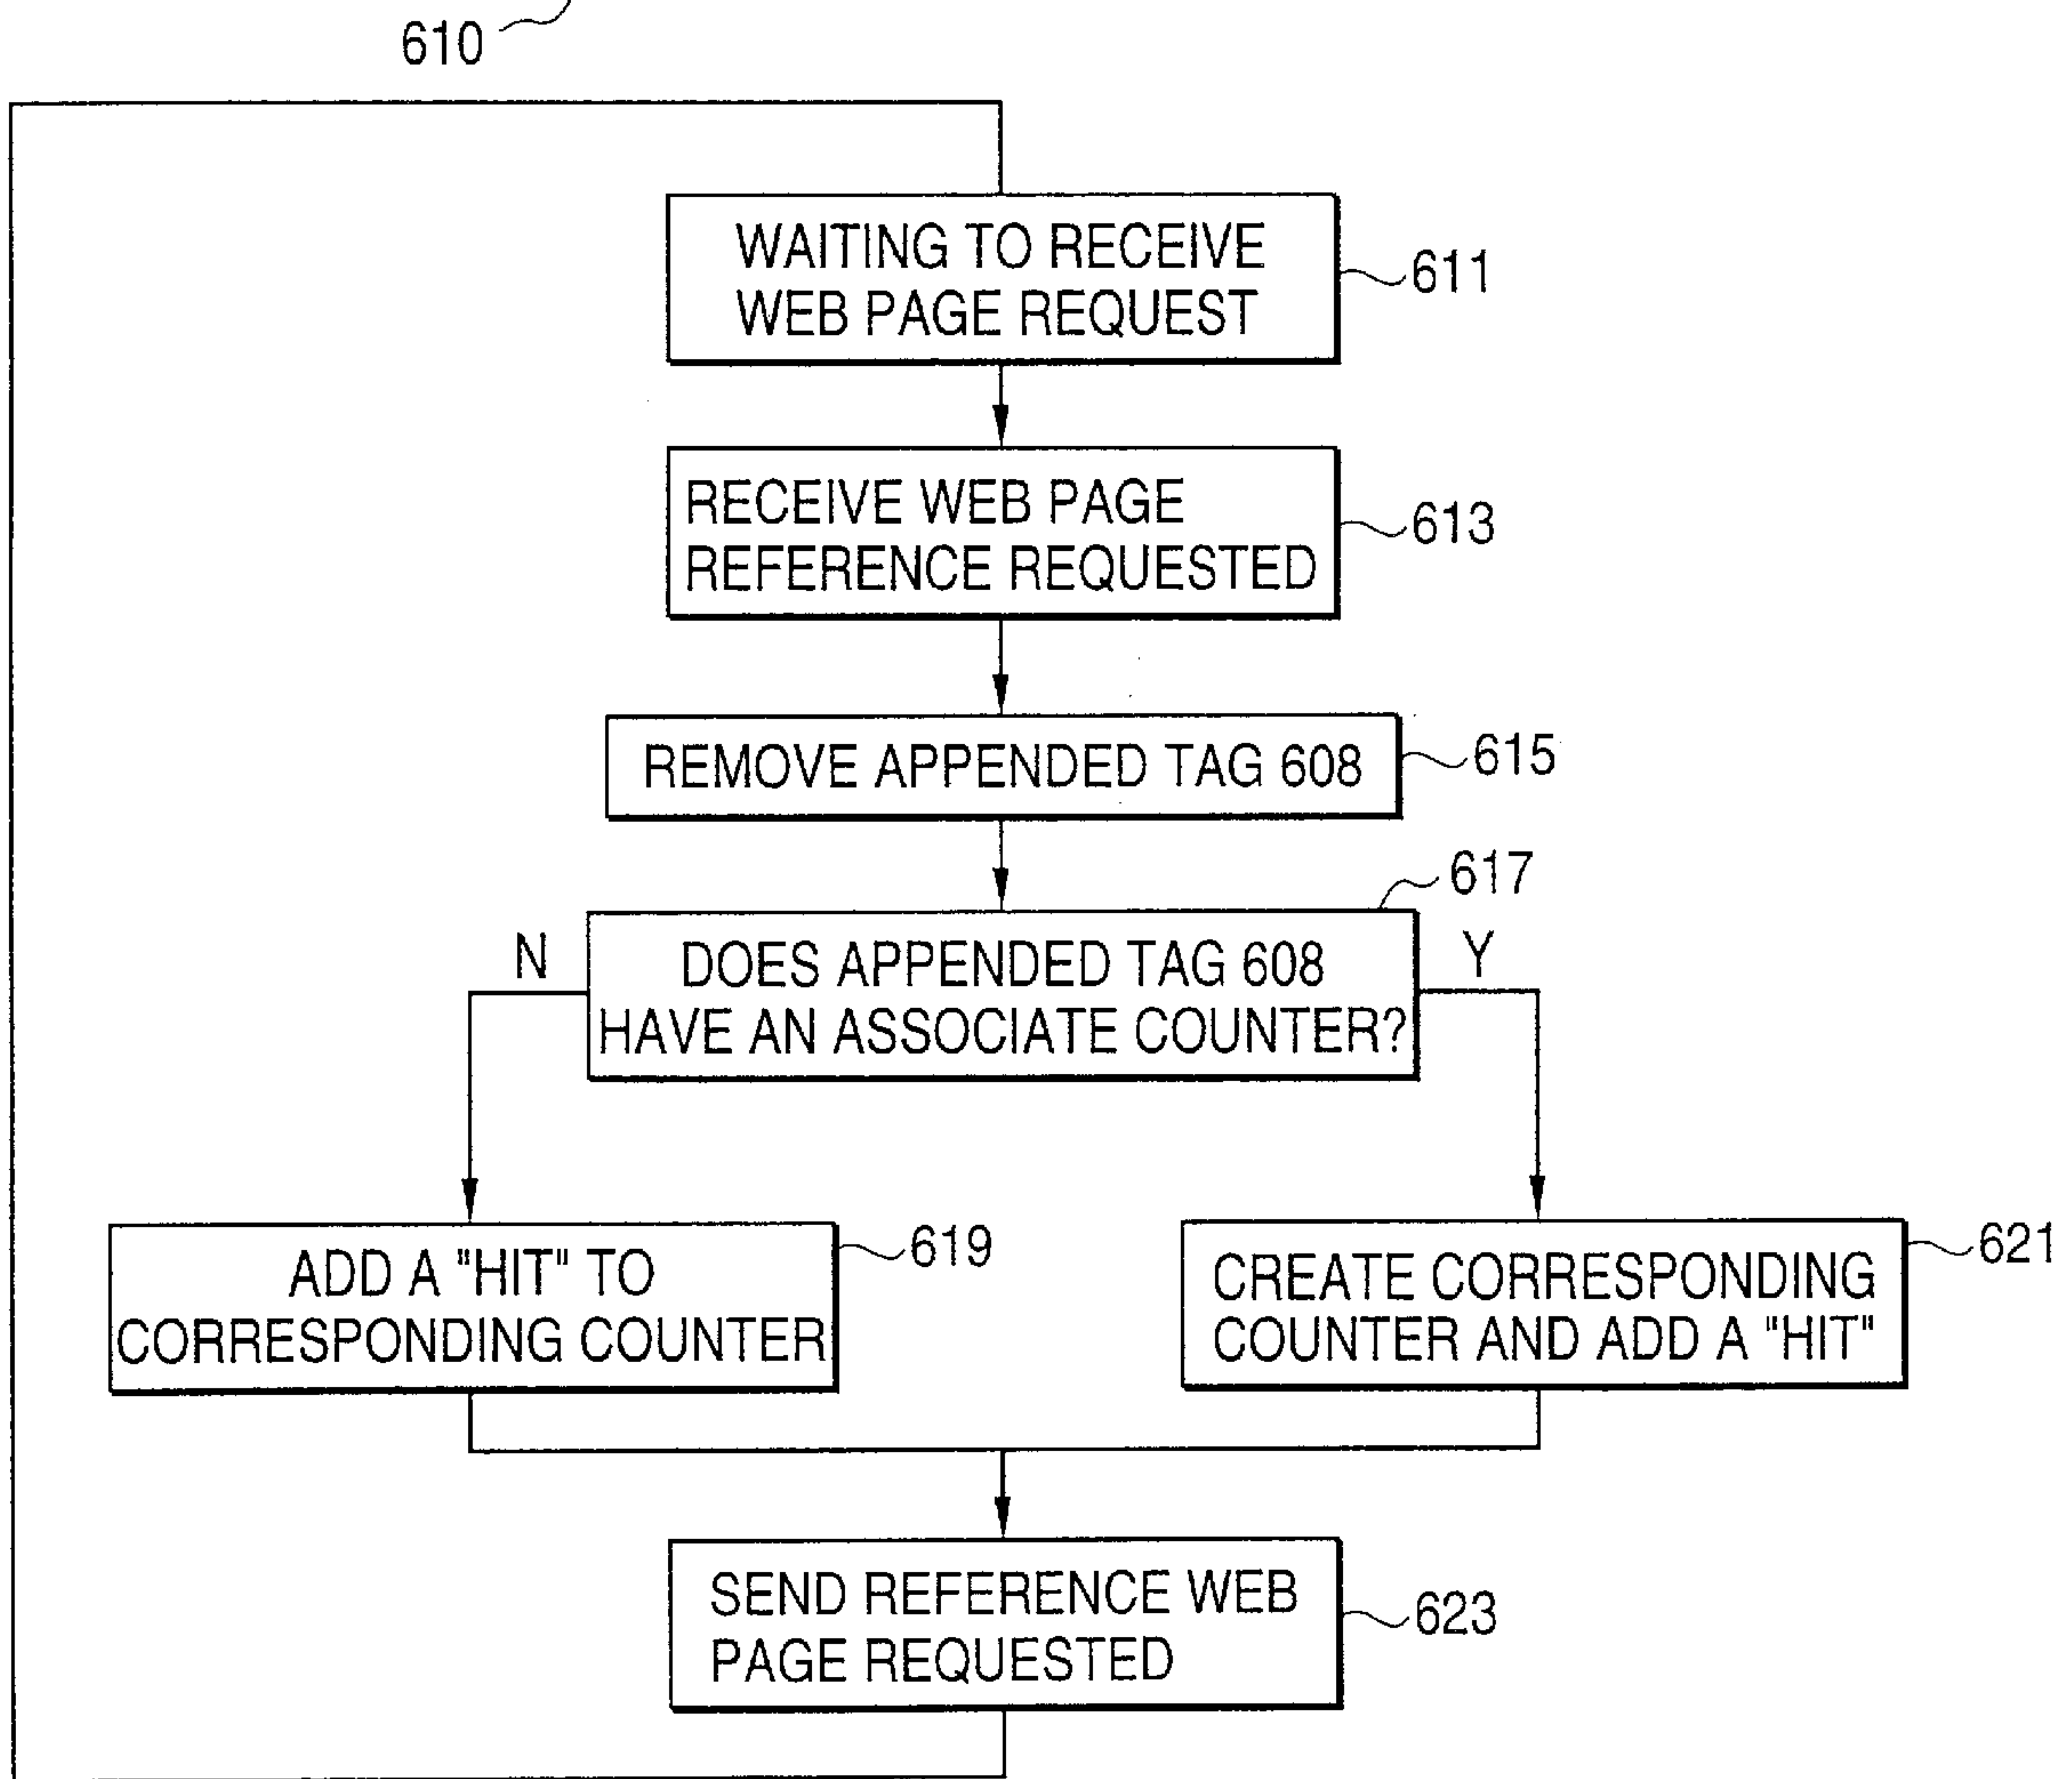 610
WAITING TO RECEIVE
WEB PAGE REQUEST
611
RECEIVE WEB PAGE
REFERENCE REQUESTED
613
REMOVE APPENDED TAG 608
615
617
N
DOES APPENDED TAG 608
HAVE AN ASSOCIATE COUNTER?
Y
ADD A "HIT" TO
CORRESPONDING COUNTER
619
CREATE CORRESPONDING
COUNTER AND ADD A "HIT"
621
SEND REFERENCE WEB
PAGE REQUESTED
623